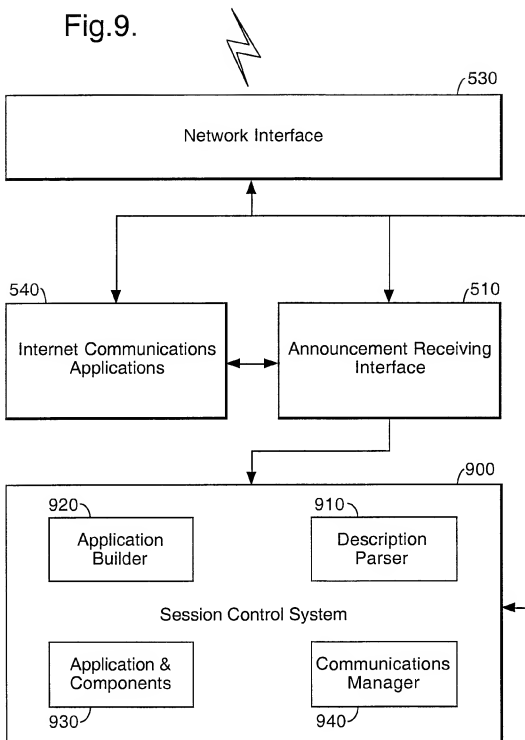 Fig.9.
530
Network Interface
540
510
Internet Communications
Applications
Announcement Receiving
Interface
900
920
910
Application
Builder
Description
Parser
Session Control System
Application &
Components
Communications
Manager
930
940